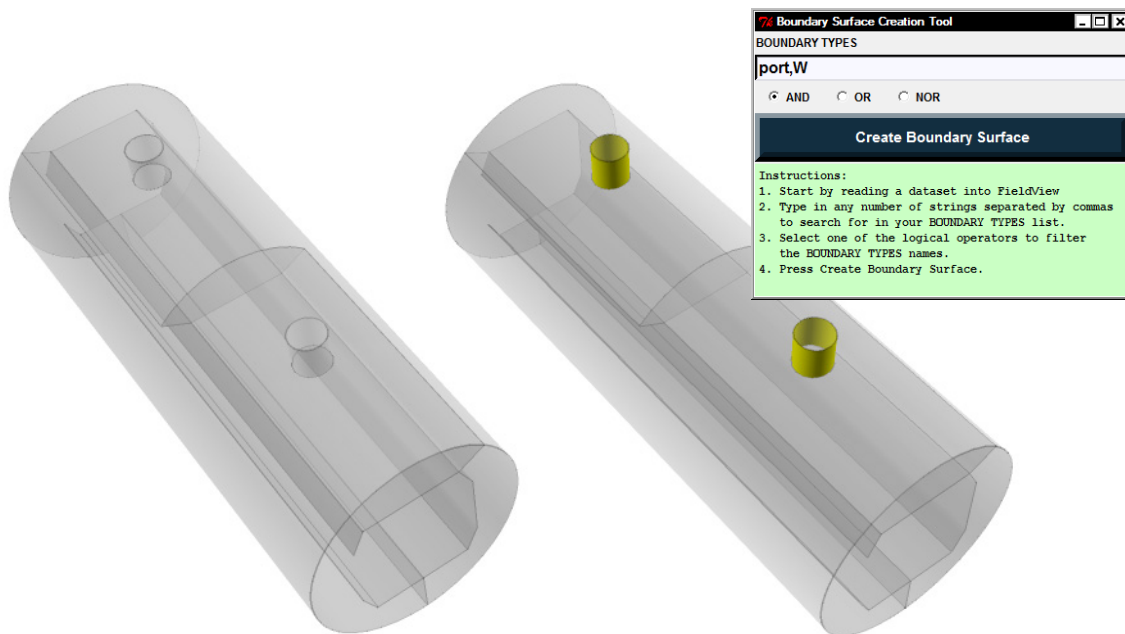 Boundary Surface Creation Tool
BOUNDARY TYPES
port,W
AND OR NOR
Create Boundary Surface
Instructions:
1. Start by reading a dataset into FieldView
2. Type in any number of strings separated by commas
to search for in your BOUNDARY TYPES list.
3. Select one of the logical operators to filter
the BOUNDARY TYPES names.
4. Press Create Boundary Surface.